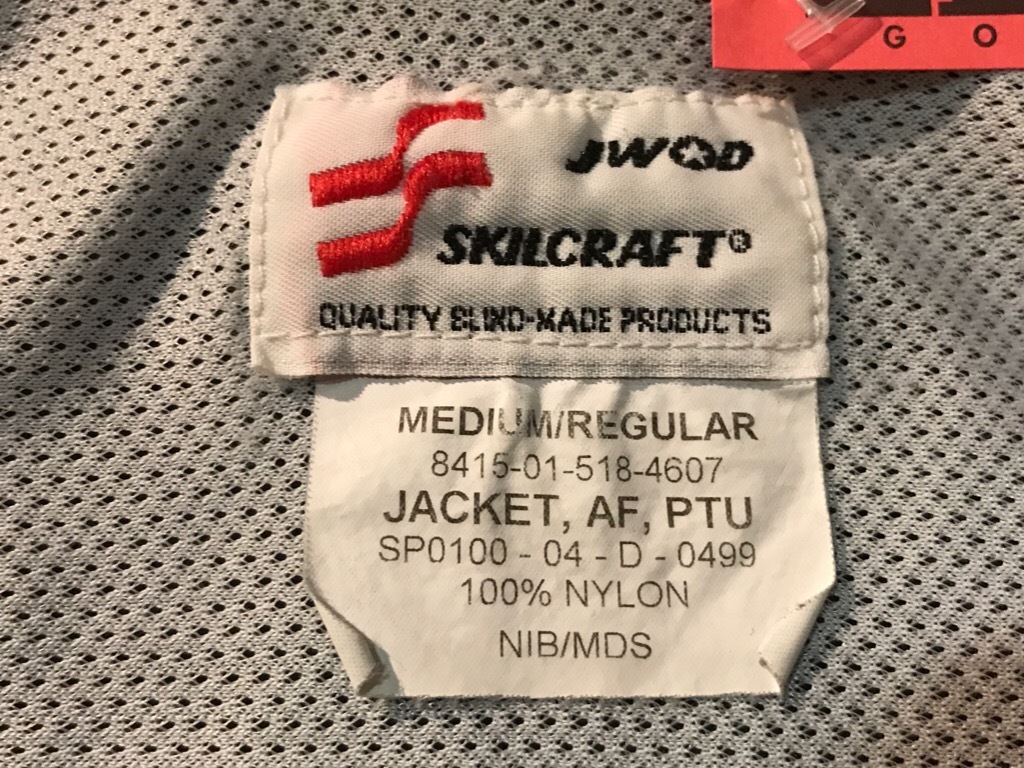 G O
JWOD
SKILCRAFT®
QUALITY BLIND-MADE PRODUCTS
MEDIUM/REGULAR
8415-01-518-4607
JACKET, AF, PTU
SP0100 - 04 - D - 0499
100% NYLON
NIB/MDS